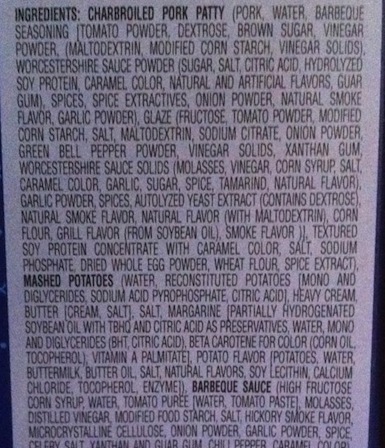 INGREDIENTS: CHARBROILED PORK PATTY (PORK, WATER, BARBEQUE
SEASONING [TOMATO POWDER, DEXTROSE, BROWN SUGAR, VINEGAR
POWDER, (MALTODEXTRIN, MODIFIED CORN STARCH, VINEGAR SOLIDS),
WORCESTERSHIRE SAUCE POWDER (SUGAR, SALT, CITRIC ACID, HYDROLYZED
SOY PROTEIN, CARAMEL COLOR, NATURAL AND ARTIFICIAL FLAVORS, GUAR
GUM), SPICES, SPICE EXTRACTIVES, ONION POWDER, NATURAL SMOKE
FLAVOR, GARLIC POWDER), GLAZE (FRUCTOSE, TOMATO POWDER, MODIFIED
CORN STARCH, SALT, MALTODEXTRIN, SODIUM CITRATE, ONION POWDER,
GREEN BELL PEPPER POWDER, VINEGAR SOLIDS, XANTHAN GUM,
WORCESTERSHIRE SAUCE SOLIDS (MOLASSES, VINEGAR, CORN SYRUP, SALT,
CARAMEL COLOR, GARLIC, SUGAR, SPICE, TAMARIND, NATURAL FLAVOR),
GARLIC POWDER, SPICES, AUTOLYZED YEAST EXTRACT (CONTAINS DEXTROSE),
NATURAL SMOKE FLAVOR, NATURAL FLAVOR (WITH MALTODEXTRIN), CORN
FLOUR, GRILL FLAVOR (FROM SOYBEAN OIL), SMOKE FLAVOR )], TEXTURED
SOY PROTEIN CONCENTRATE WITH CARAMEL COLOR, SALT, SODIUM
PHOSPHATE, DRIED WHOLE EGG POWDER, WHEAT FLOUR, SPICE EXTRACT),
MASHED POTATOES (WATER, RECONSTITUTED POTATOES [MONO AND
DIGLYCERIDES, SODIUM ACID PYROPHOSPHATE, CITRIC ACID], HEAVY CREAM,
BUTTER [CREAM, SALT], SALT, MARGARINE [PARTIALLY HYDROGENATED
SOYBEAN OIL WITH TBHQ AND CITRIC ACID AS PRESERVATIVES, WATER, MONO
AND DIGLYCERIDES (BHT, CITRIC ACID), BETA CAROTENE FOR COLOR (CORN OIL,
TOCOPHEROL), VITAMIN A PALMITATE], POTATO FLAVOR [POTATOES, WATER,
BUTTERMILK, BUTTER OIL, SALT, NATURAL FLAVORS, SOY LECITHIN, CALCIUM
CHLORIDE, TOCOPHEROL, ENZYME]), BARBEQUE SAUCE (HIGH FRUCTOSE
CORN SYRUP, WATER, TOMATO PUREE [WATER, TOMATO PASTE], MOLASSES,
DISTILLED VINEGAR, MODIFIED FOOD STARCH, SALT, HICKORY SMOKE FLAVOR,
MICROCRYSTALLINE CELLULOSE, ONION POWDER, GARLIC POWDER, SPICE,
CELERY SALT, XANTHAN AND GUAR GUM, CHILI PEPPER